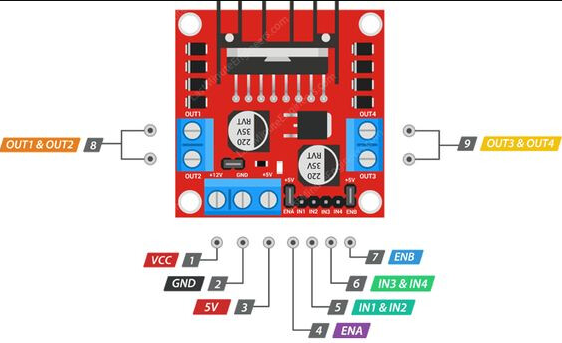 OUT1
OUT4
220
35V
RVT
220
35V
RVT
OUT2
+12V
GND
+5V
+5V
+5V
OUT3
ENA
IN1
IN2
IN3
IN4
ENB
OUT1 & OUT2
8
9
OUT3 & OUT4
VCC
1
7
ENB
GND
2
6
IN3 & IN4
5V
3
5
IN1 & IN2
4
ENA